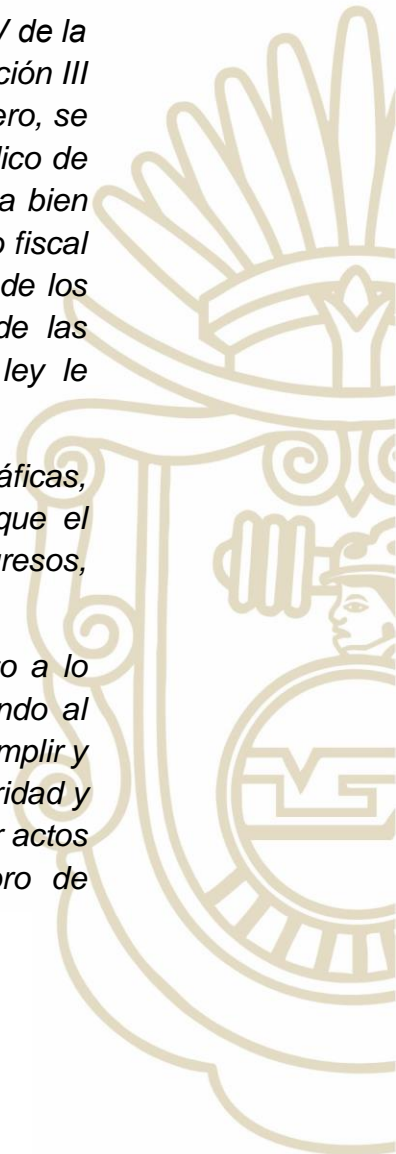 de la
ción III
ero, se
lico de
a bien
o fiscal
de los
de las
ley le
áficas,
que el
resos,
o a lo
ndo al
mplir y
ridad y
r actos
oro de